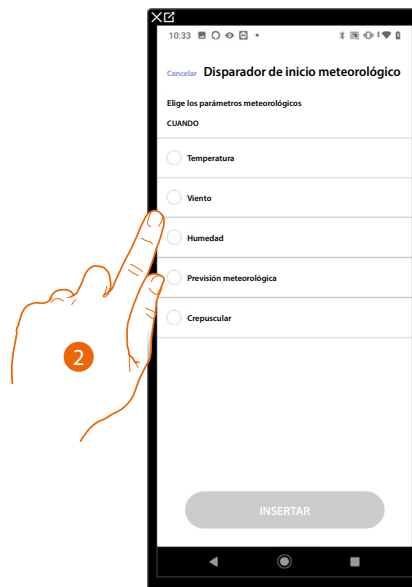 10:33
Cancelar Disparador de inicio meteorológico
Elige los parámetros meteorológicos
CUANDO
Temperatura
Viento
Humedad
Previsión meteorológica
Crepuscular
2
INSERTAR